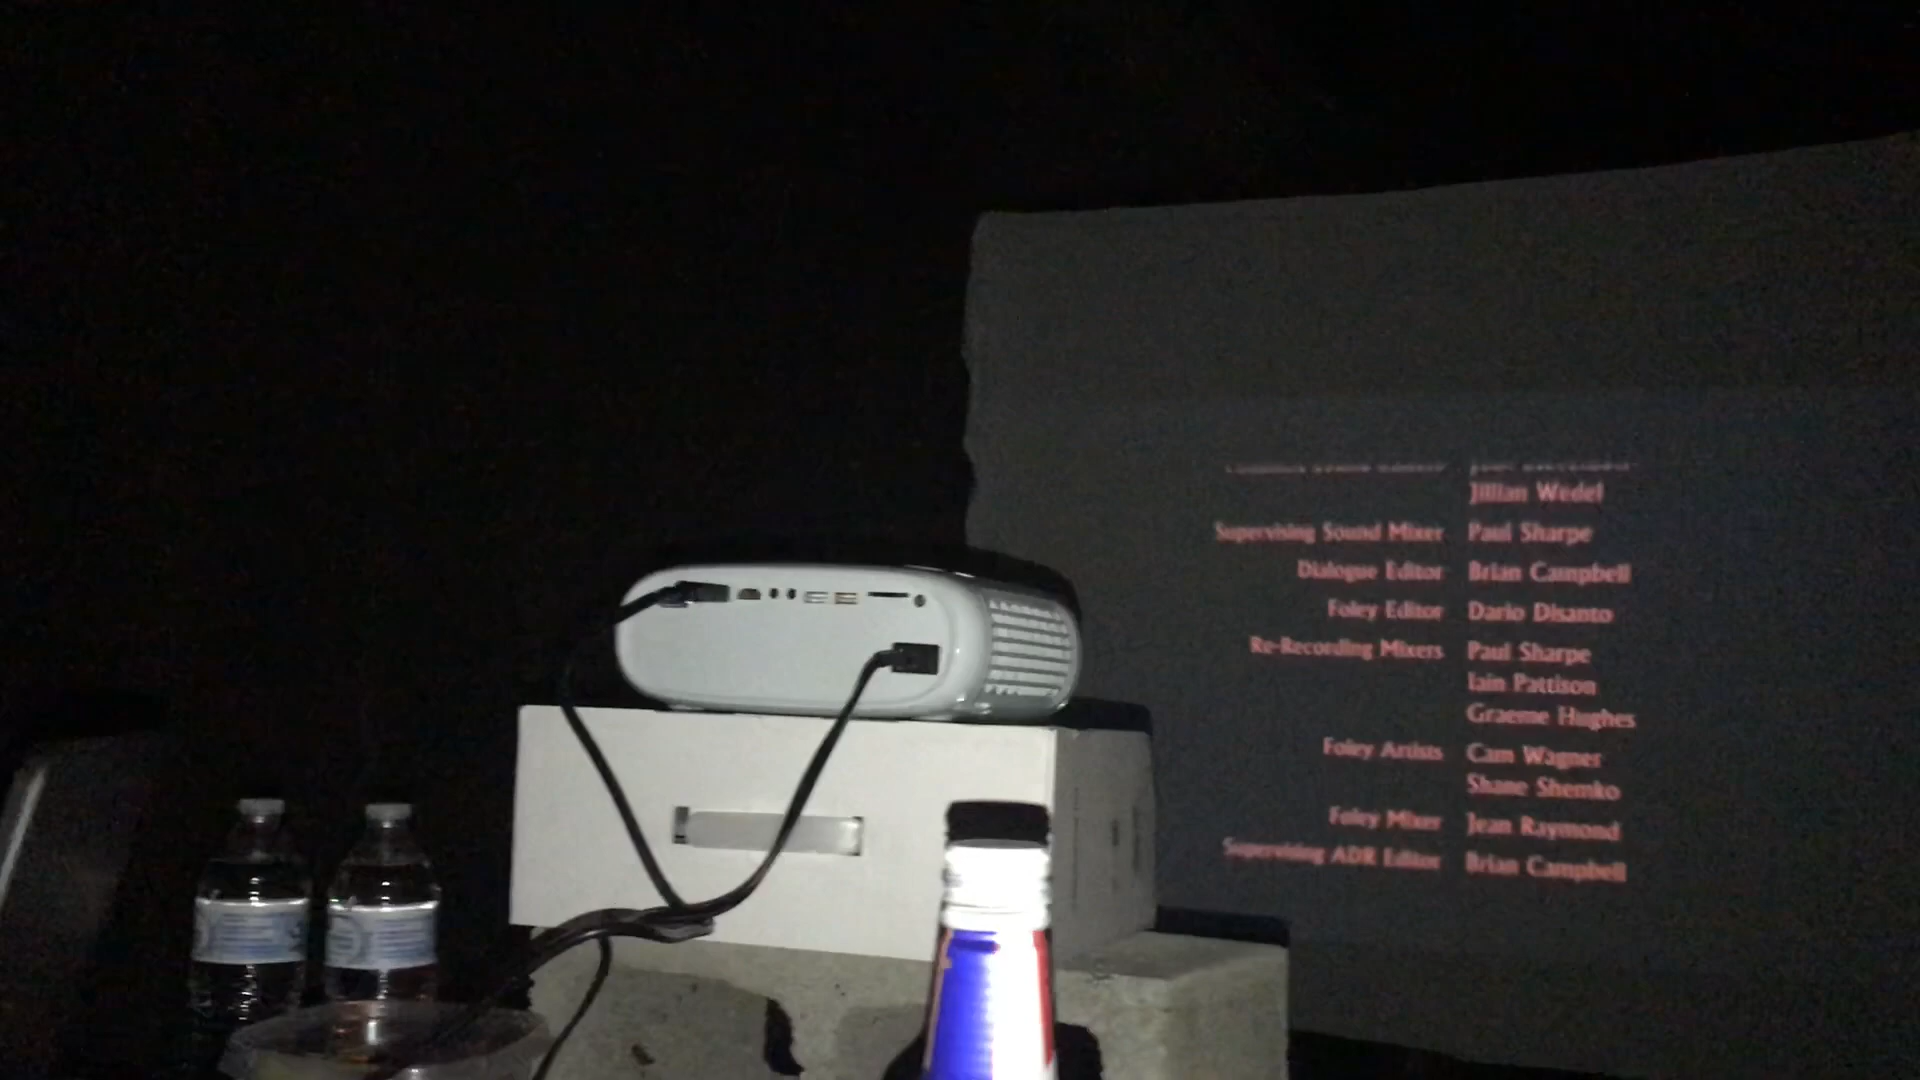 Jillian Wedel
Supervising Sound Mixer Paul Sharpe
Dialogue Editor Brian Campbell
Foley Editor Dario Disanto
Re-Recording Mixers Paul Sharpe
Iain Pattison
Graeme Hughes
Foley Artists Cam Wagner
Shane Shemko
Foley Mixer Jean Raymond
Supervising ADR Editor Brian Campbell